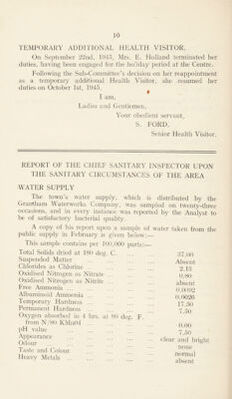 10
TEMPORARY ADDITIONAL HEALTH VISITOR.
On September 22nd, 1945, Mrs. E. Holland terminated her
duties, having been engaged for the holiday period at the Centre.
Following the Sub-Committee's decision on her reappointment
as a temporary additional Health Visitor, she resumed her
duties on October 1st, 1945.
I am,
Ladies and Gentlemen,
Your obedient servant,
S. FORD,
Senior Health Visitor.
REPORT OF THE CHIEF SANITARY INSPECTOR UPON
THE SANITARY CIRCUMSTANCES OF THE AREA
WATER SUPPLY
The town's water supply, which is distributed by the
Grantham Waterworks Company, was sampled on twenty-three
occasions, and in every instance was reported by the Analyst to
be of satisfactory bacterial quality.
A copy of his report upon a sample of water taken from the
public supply in February is given below:—
This sample contains per 100,000 parts:—
Total Solids dried at 180 deg. C. ... 37.00
Suspended Matter ... Absent
Chlorides as Chlorine ... 2.15
Oxidised Nitrogen as Nitrate ... 0.80
Oxidised Nitrogen as Nitrite ... absent
Free Ammonia ... 0.0092
Albuminoid Ammonia ... 0.0026
Temporary Hardness ... 17.50
Permanent Hardness ... 7.50
Oxygen absorbed in 4 hrs. at 80 deg. F.
from N/80 ... 0.00
pH value ... 7.50
Appearance ... clear and bright
Odour ... none
Taste and Colour ... normal
Heavy Metals ... absent